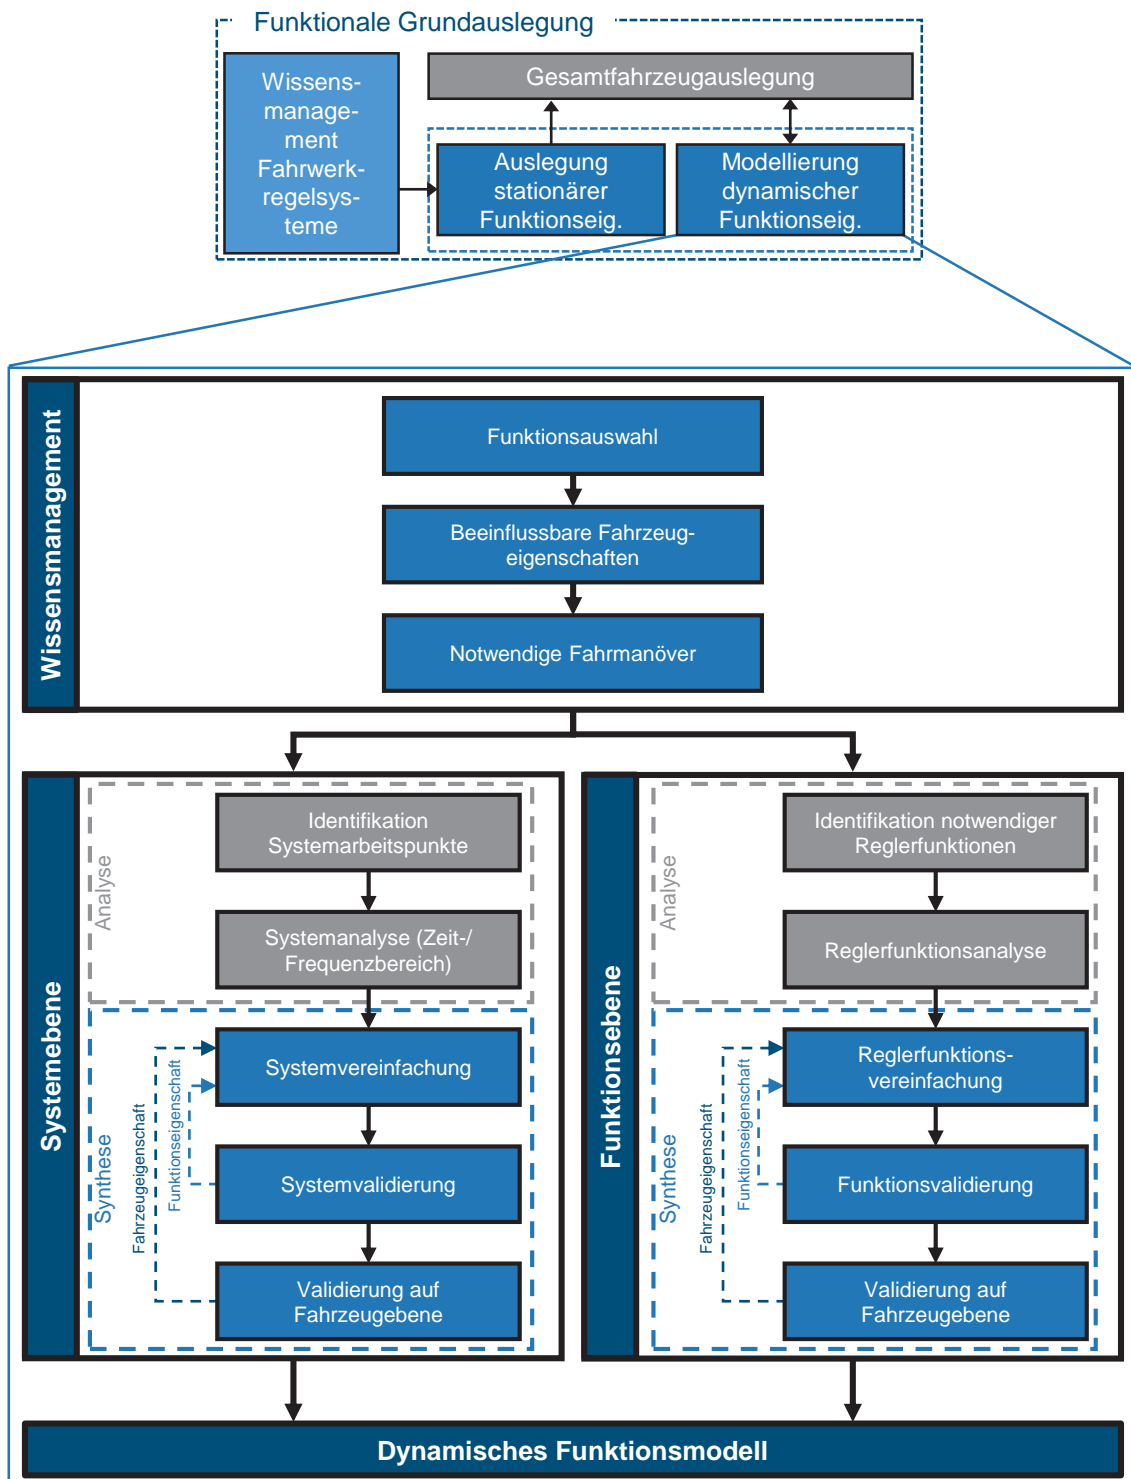 Funktionale Grundauslegung
Wissens-
manage-
ment
Fahrwerk-
regelsys-
teme
Gesamtfahrzeugauslegung
Auslegung
stationärer
Funktionseig.
Modellierung
dynamischer
Funktionseig.
Wissensmanagement
Funktionsauswahl
Beeinflussbare Fahrzeug-
eigenschaften
Notwendige Fahrmanöver
Systemebene
Analyse
Identifikation
Systemarbeitspunkte
Systemanalyse (Zeit-/
Frequenzbereich)
Synthese
Fahrzeugeigenschaft
Funktionseigenschaft
Systemvereinfachung
Systemvalidierung
Validierung auf
Fahrzeugebene
Funktionsebene
Analyse
Identifikation notwendiger
Reglerfunktionen
Reglerfunktionsanalyse
Synthese
Fahrzeugeigenschaft
Funktionseigenschaft
Reglerfunktions-
vereinfachung
Funktionsvalidierung
Validierung auf
Fahrzeugebene
Dynamisches Funktionsmodell